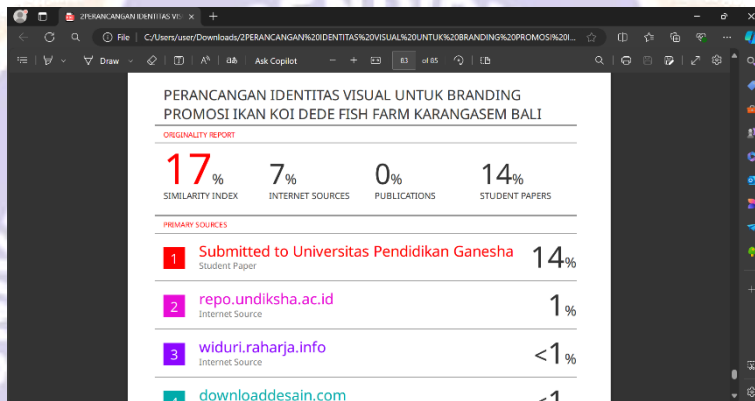 2PERANCANGAN IDENTITAS VIS
File C:/Users/user/Downloads/2PERANCANGAN%20IDENTITAS%20VISUAL%20UNTUK%20BRANDING%20PROMOSI%20I...
Draw Ask Copilot 83 of 85
PERANCANGAN IDENTITAS VISUAL UNTUK BRANDING
PROMOSI IKAN KOI DEDE FISH FARM KARANGASEM BALI
ORIGINALITY REPORT
17% 7% 0% 14%
SIMILARITY INDEX INTERNET SOURCES PUBLICATIONS STUDENT PAPERS
PRIMARY SOURCES
1 Submitted to Universitas Pendidikan Ganesha 14%
Student Paper
2 repo.undiksha.ac.id 1%
Internet Source
3 widuri.raharja.info <1%
Internet Source
4 downloaddesain.com <1